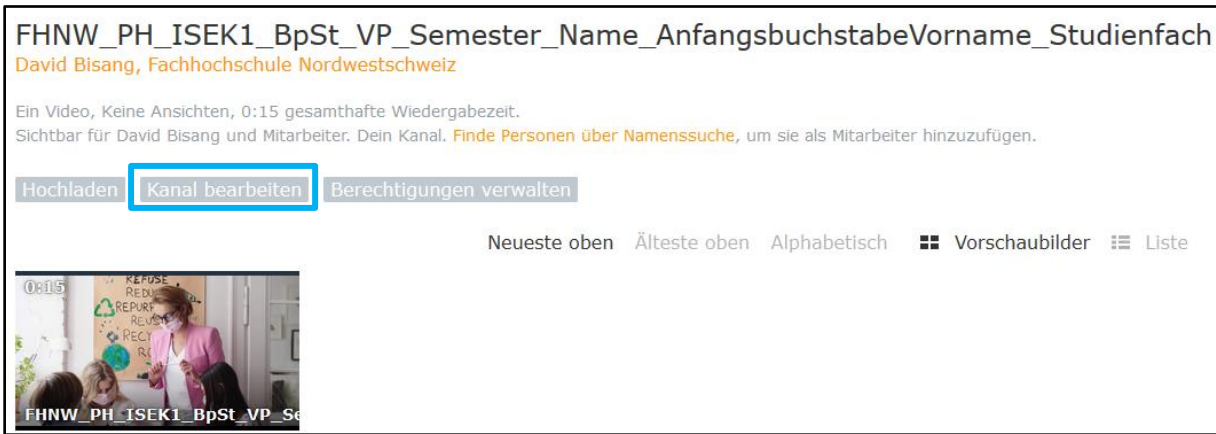 FHNW_PH_ISEK1_BpSt_VP_Semester_Name_AnfangsbuchstabeVorname_Studienfach
David Bisang, Fachhochschule Nordwestschweiz
Ein Video, Keine Ansichten, 0:15 gesamthafte Wiedergabezeit.
Sichtbar für David Bisang und Mitarbeiter. Dein Kanal. Finde Personen über Namenssuche, um sie als Mitarbeiter hinzuzufügen.
Hochladen Kanal bearbeiten Berechtigungen verwalten
Neueste oben Älteste oben Alphabetisch Vorschaubilder Liste
0:15
REFUSE
FHNW_PH_ISEK1_BpSt_VP_Se